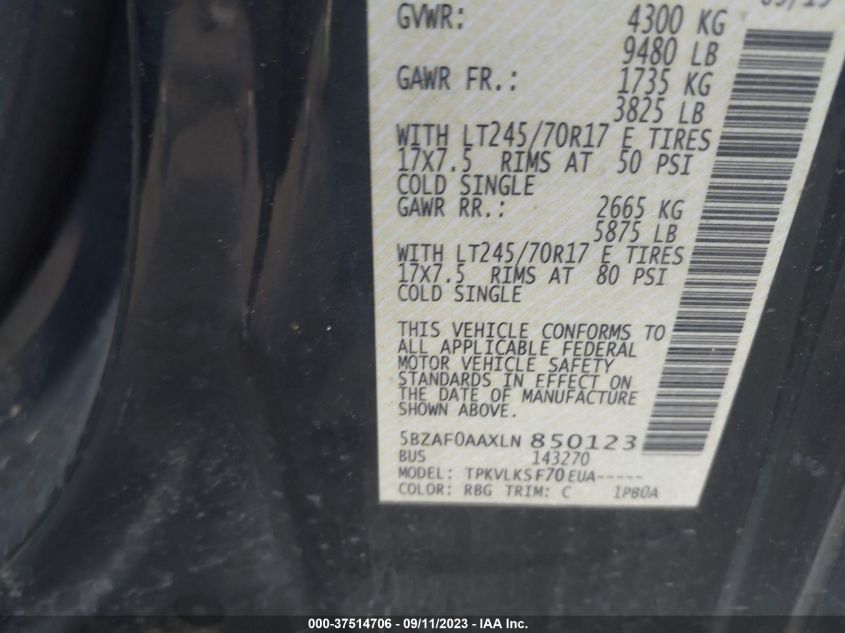 GVWR: 4300 KG
9480 LB
GAWR FR.: 1735 KG
3825 LB
WITH LT245/70R17 E TIRES
17X7.5 RIMS AT 50 PSI
COLD SINGLE
GAWR RR.: 2665 KG
5875 LB
WITH LT245/70R17 E TIRES
17X7.5 RIMS AT 80 PSI
COLD SINGLE
THIS VEHICLE CONFORMS TO
ALL APPLICABLE FEDERAL
MOTOR VEHICLE SAFETY
STANDARDS IN EFFECT ON
THE DATE OF MANUFACTURE
SHOWN ABOVE.
5BZAF0AAXLN 850123
BUS 143270
MODEL: TPKVLKSF70EUA-----
COLOR: RBG TRIM: C 1P80A
000-37514706 - 09/11/2023 - IAAI.COM